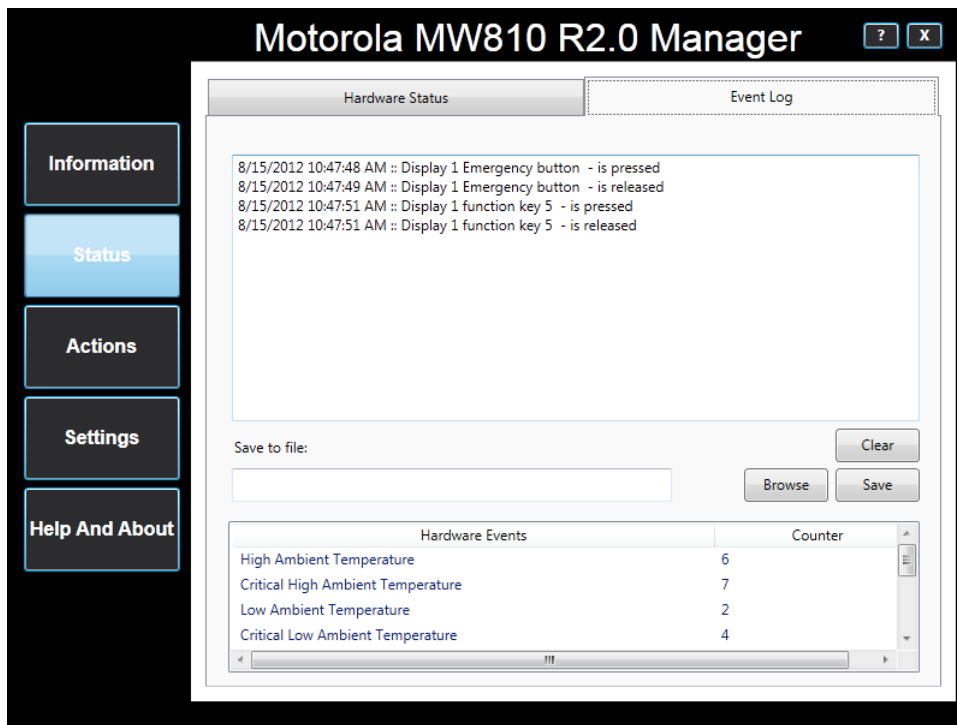 Motorola MW810 R2.0 Manager
? X
Hardware Status Event Log
Information
Status
Actions
Settings
Help And About
8/15/2012 10:47:48 AM :: Display 1 Emergency button  - is pressed
8/15/2012 10:47:49 AM :: Display 1 Emergency button  - is released
8/15/2012 10:47:51 AM :: Display 1 function key 5  - is pressed
8/15/2012 10:47:51 AM :: Display 1 function key 5  - is released
Clear
Save to file:
Browse Save
Hardware Events Counter
High Ambient Temperature 6
Critical High Ambient Temperature 7
Low Ambient Temperature 2
Critical Low Ambient Temperature 4